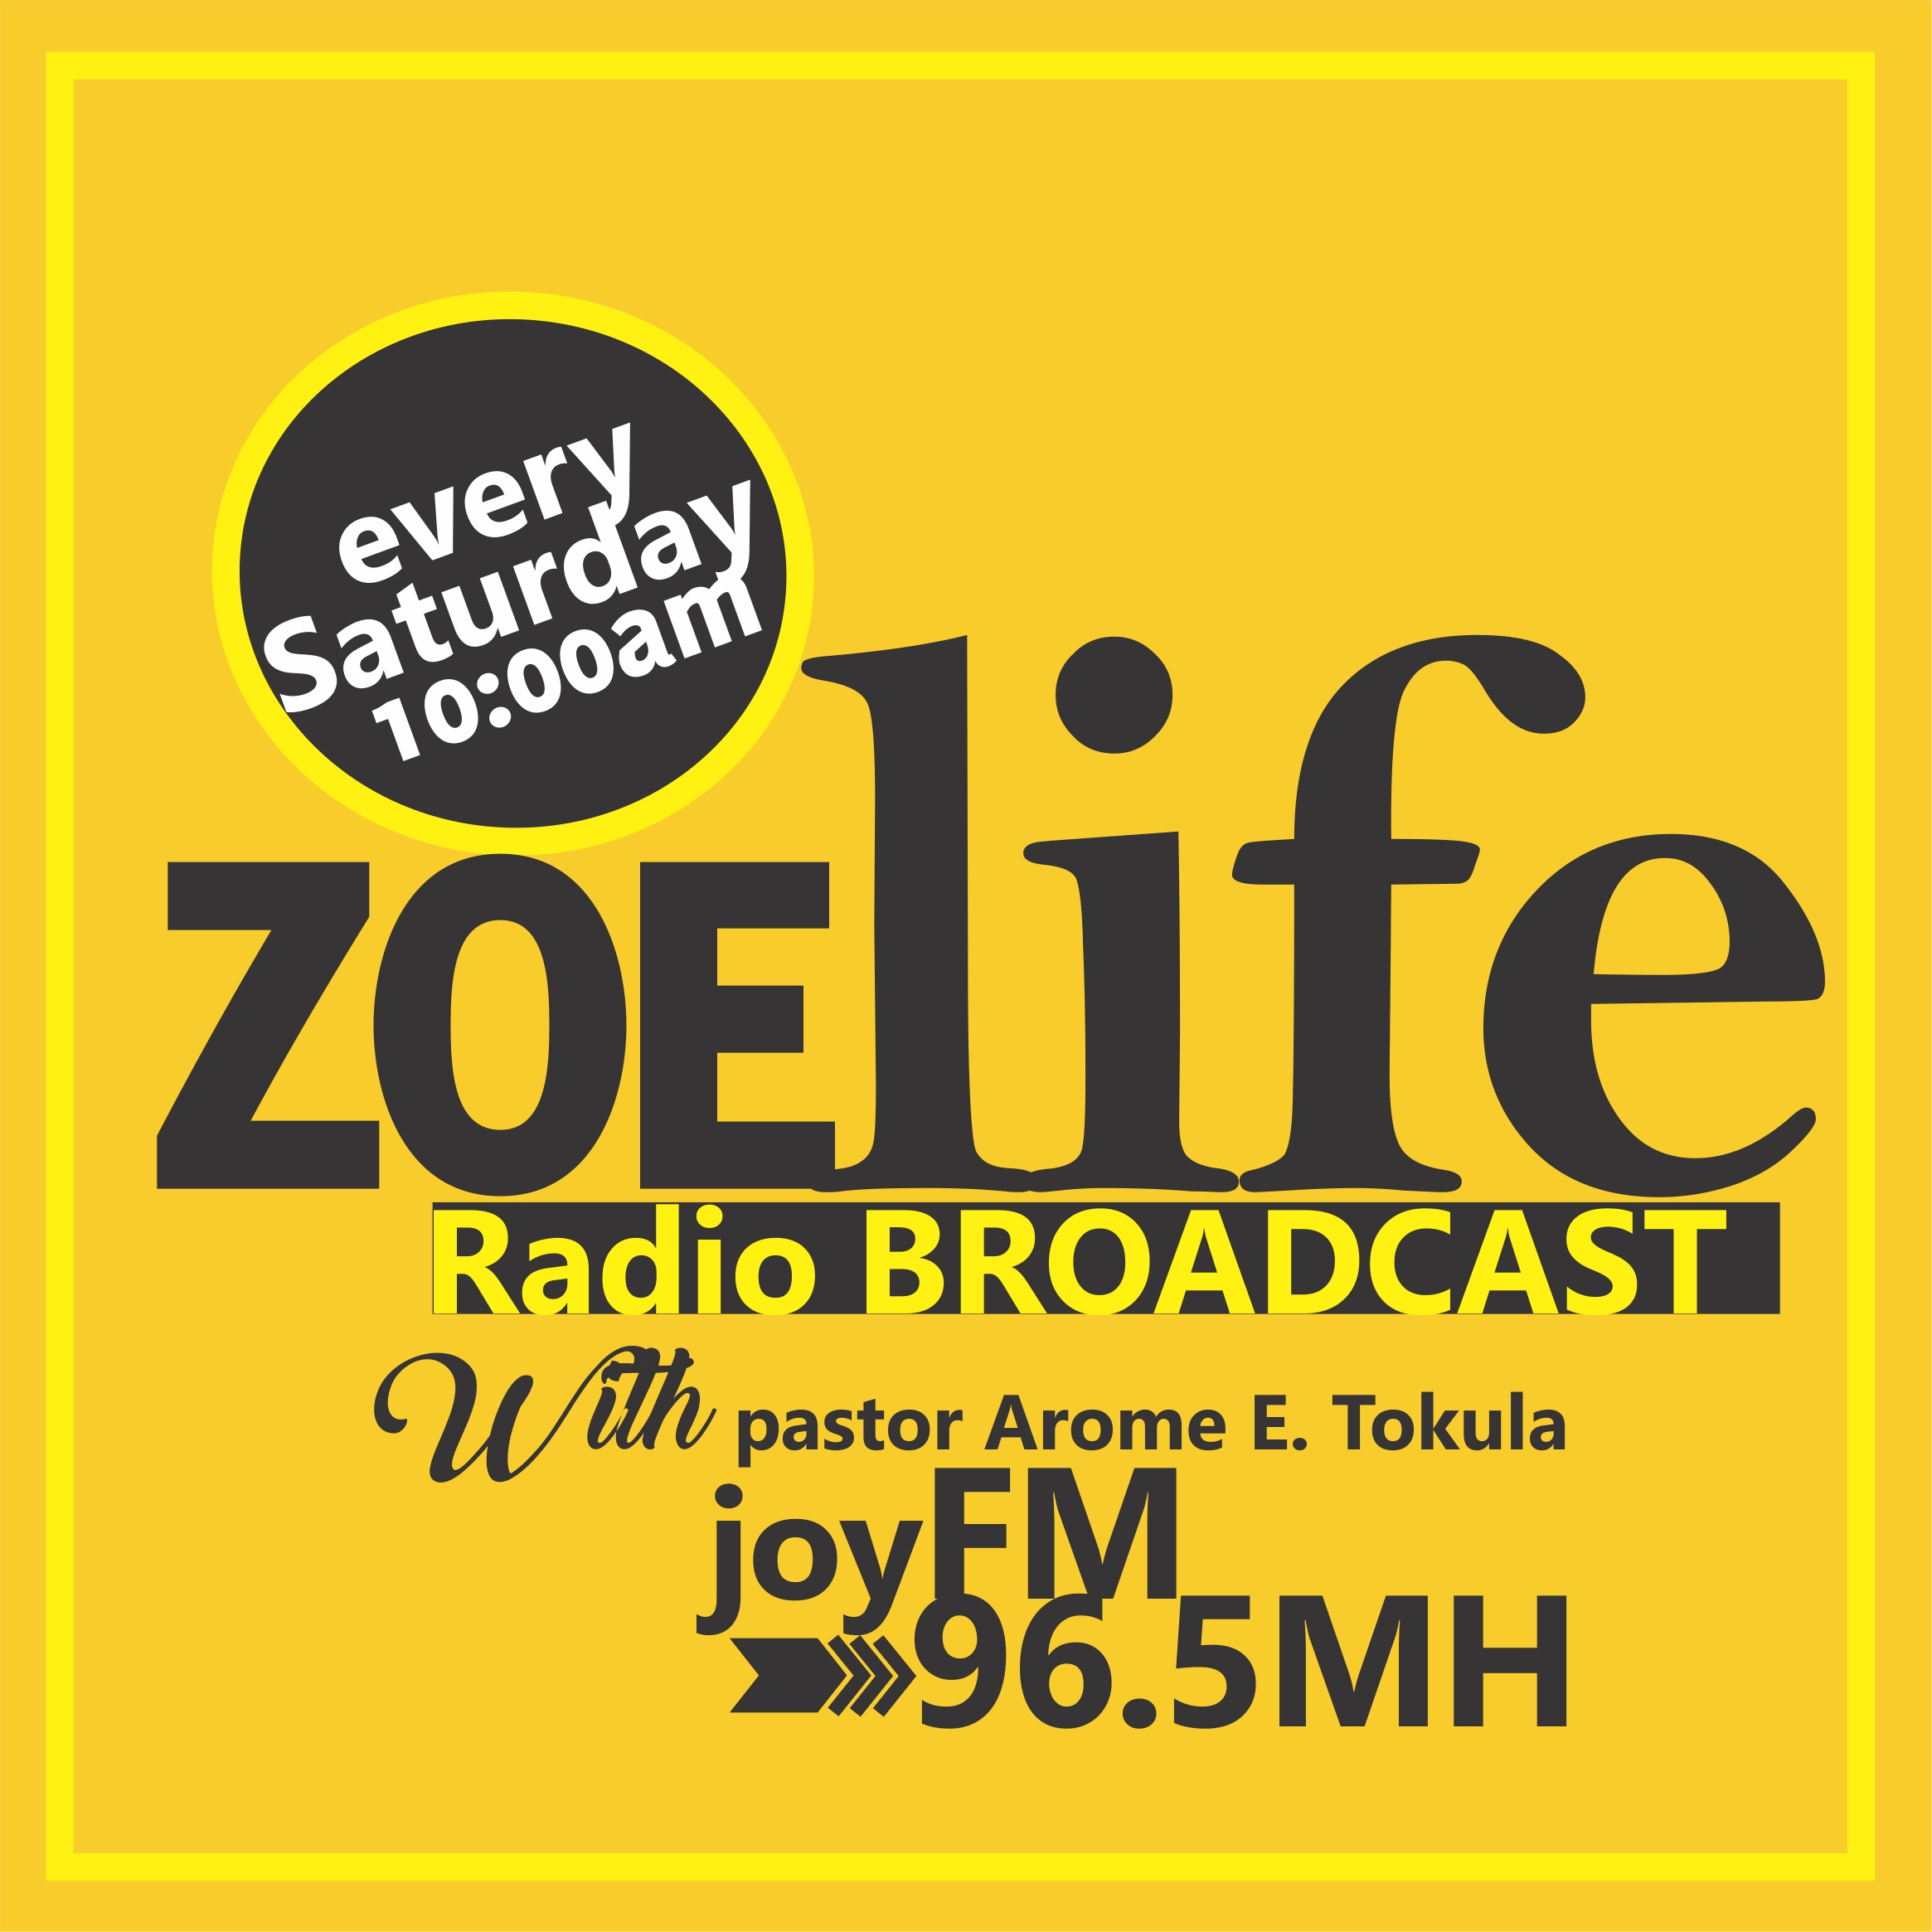 every
Saturday
10:00am
ZOElife
Radio BROADCAST
With pastor Arome E. Tokula
joyFM
96.5MH